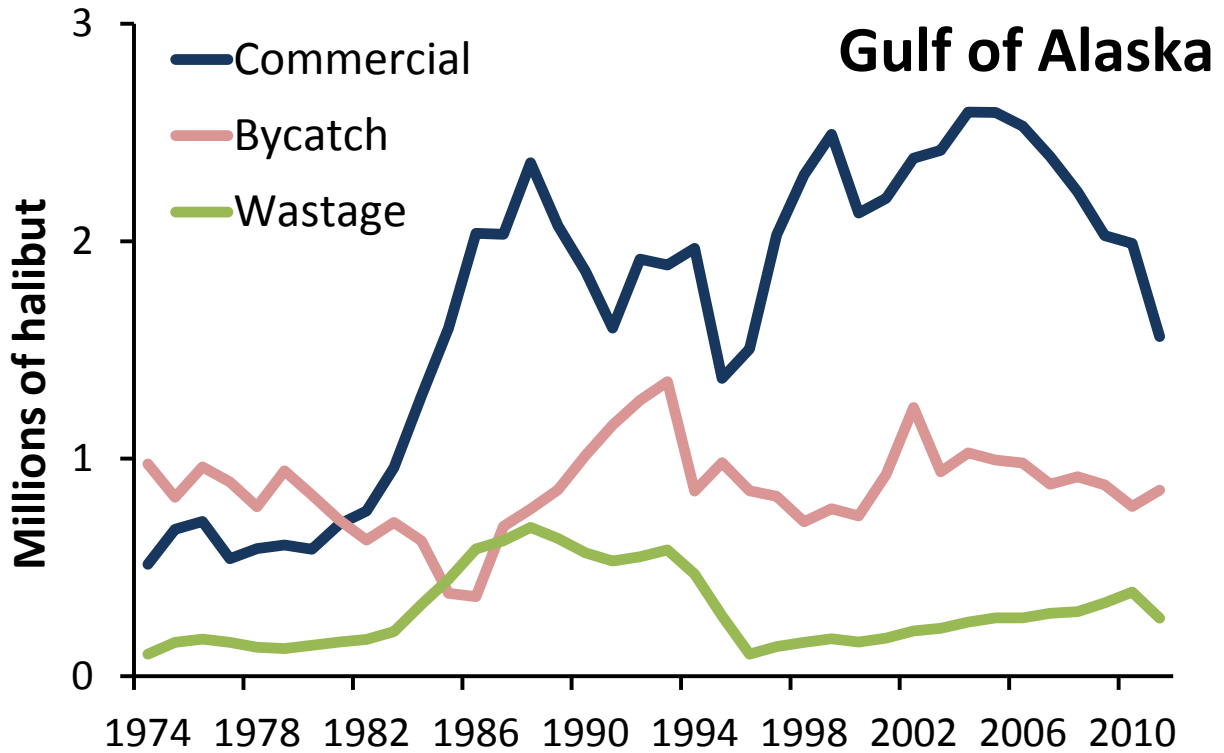 Gulf of Alaska
Commercial
Bycatch
Wastage
Millions of halibut
3
2
1
0
1974 1978 1982 1986 1990 1994 1998 2002 2006 2010